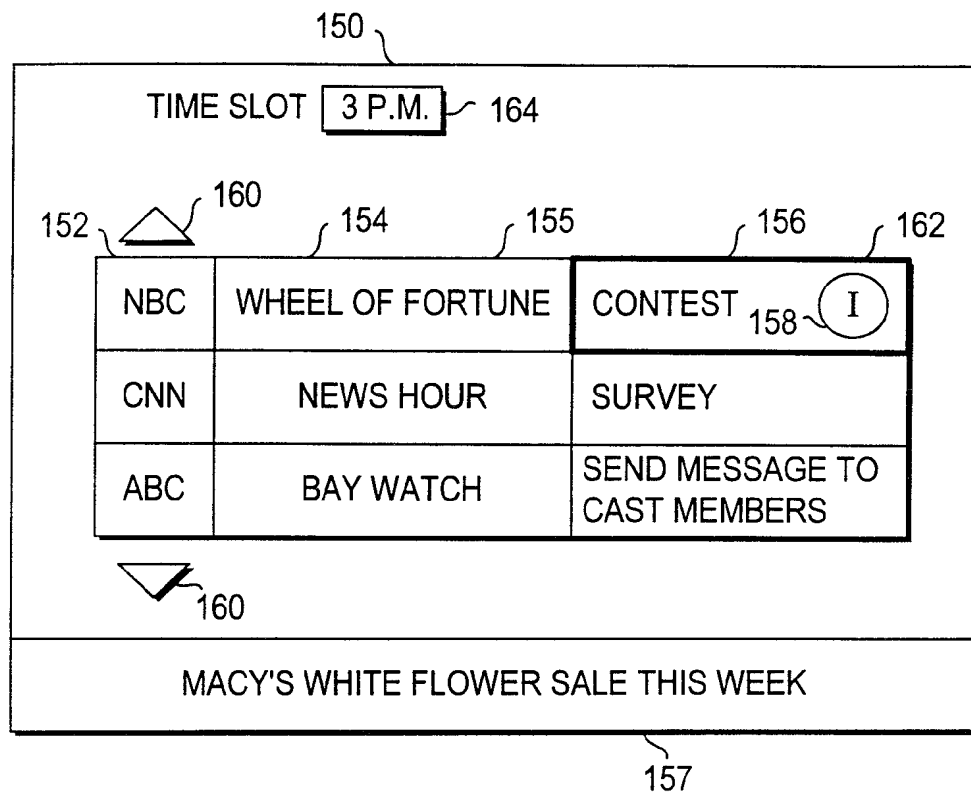 150
TIME SLOT 3 P.M. 164
160
152 154 155 156 162
NBC WHEEL OF FORTUNE CONTEST 158 I
CNN NEWS HOUR SURVEY
ABC BAY WATCH SEND MESSAGE TO
CAST MEMBERS
160
MACY'S WHITE FLOWER SALE THIS WEEK
157